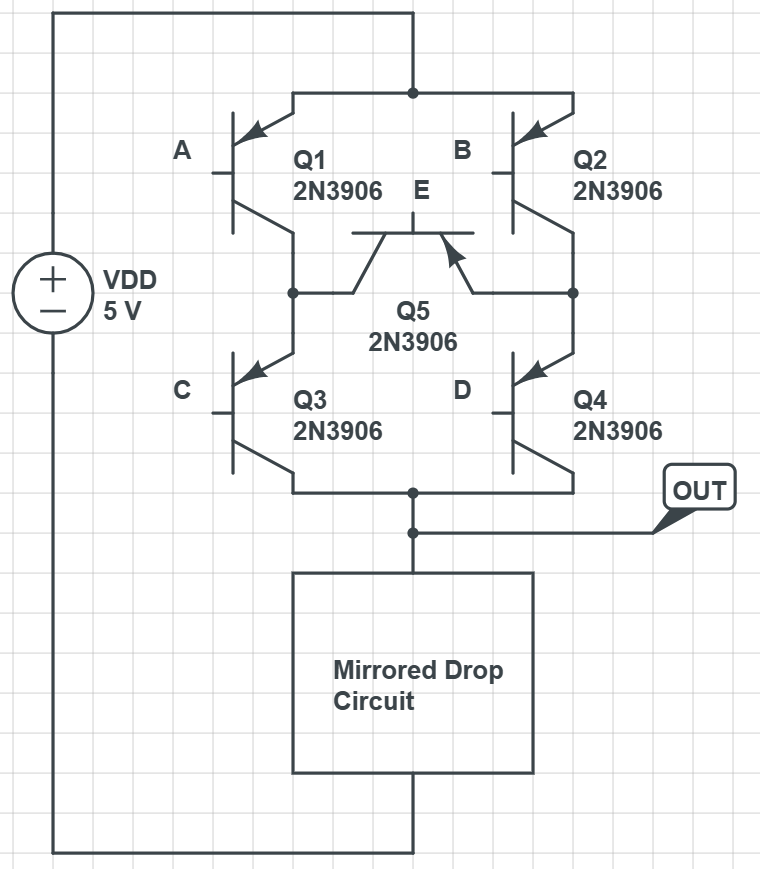 A
Q1
2N3906
B
Q2
2N3906
E
VDD
5 V
Q5
2N3906
C
Q3
2N3906
D
Q4
2N3906
OUT
Mirrored Drop
Circuit